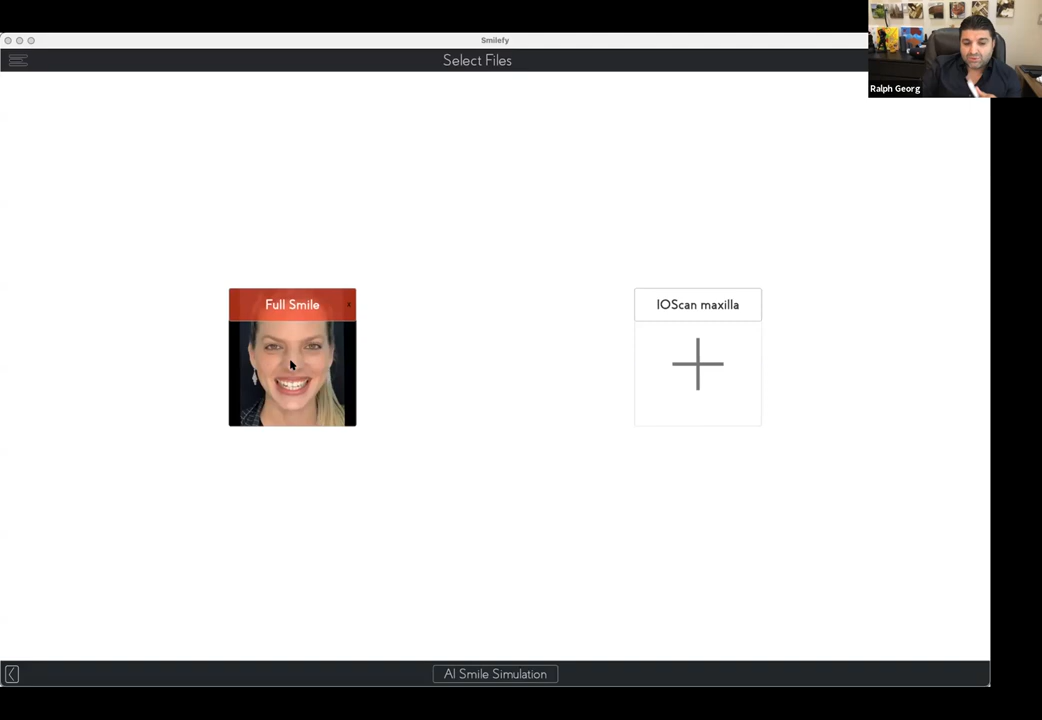 Smilefy
Select Files
Ralph Georg
Full Smile
x
IOScan maxilla
AI Smile Simulation